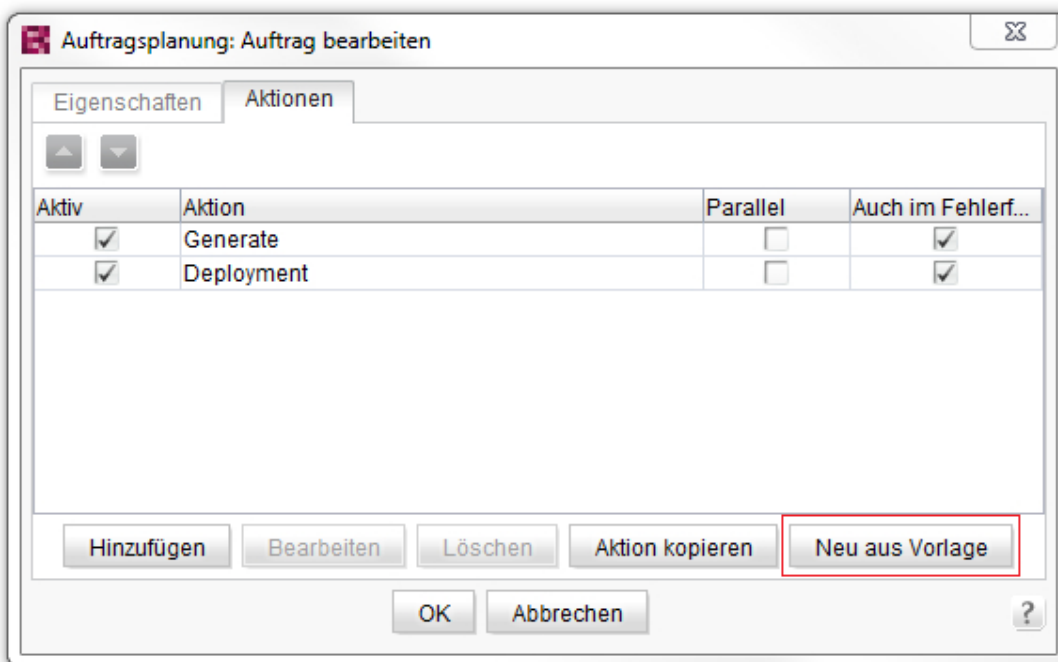 Auftragsplanung: Auftrag bearbeiten
Eigenschaften Aktionen
Aktiv Aktion Parallel Auch im Fehlerf...
Generate
Deployment
Hinzufügen Bearbeiten Löschen Aktion kopieren Neu aus Vorlage
OK Abbrechen ?